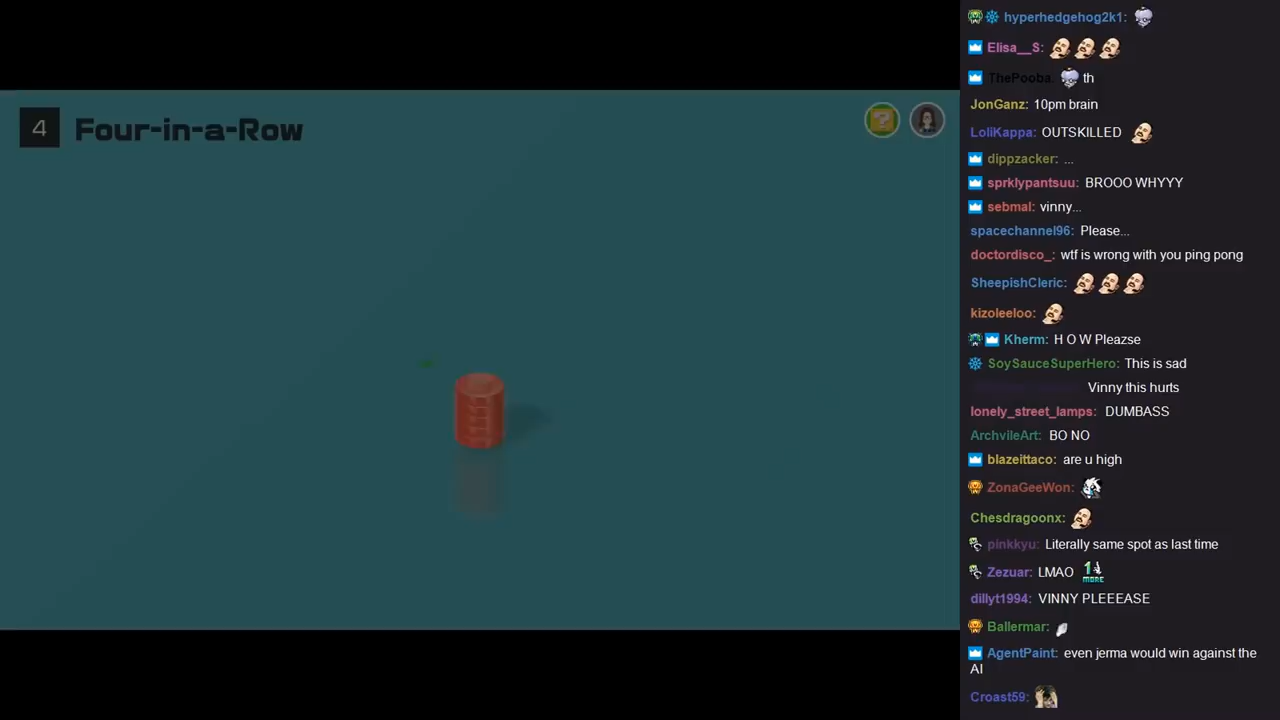 4 Four-in-a-Row
hyperhedgehog2k1:
Elisa__S:
ThePooba: th
JonGanz: 10pm brain
LoliKappa: OUTSKILLED
dippzacker: ...
sprklypantsuu: BROOO WHYYY
sebmal: vinny...
spacechannel96: Please...
doctordisco_: wtf is wrong with you ping pong
SheepishCleric:
kizoleeloo:
Kherm: H O W Pleazse
SoySauceSuperHero: This is sad
Vinny this hurts
lonely_street_lamps: DUMBASS
ArchvileArt: BO NO
blazeittaco: are u high
ZonaGeeWon:
Chesdragoonx:
pinkkyu: Literally same spot as last time
Zezuar: LMAO 1 MORE
dillyt1994: VINNY PLEEEASE
Ballermar:
AgentPaint: even jerma would win against the
AI
Croast59: